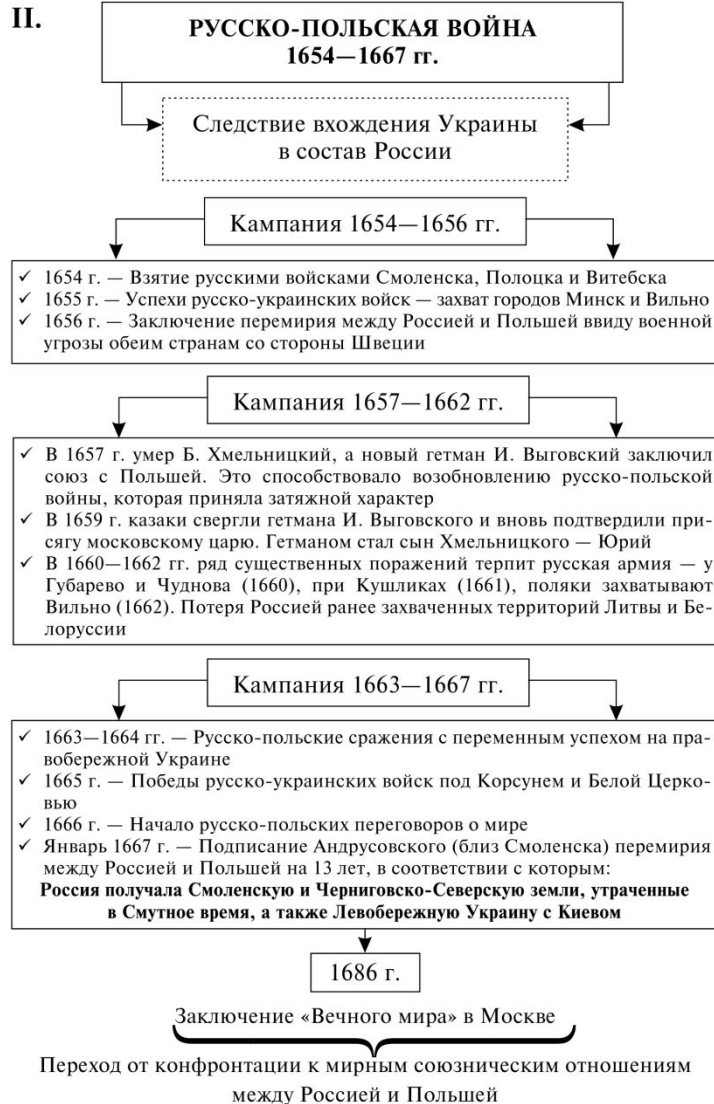 II.
РУССКО-ПОЛЬСКАЯ ВОЙНА
1654—1667 гг.
Следствие вхождения Украины
в состав России
Кампания 1654—1656 гг.
✓ 1654 г. — Взятие русскими войсками Смоленска, Полоцка и Витебска
✓ 1655 г. — Успехи русско-украинских войск — захват городов Минск и Вильно
✓ 1656 г. — Заключение перемирия между Россией и Польшей ввиду военной
угрозы обеим странам со стороны Швеции
Кампания 1657—1662 гг.
✓ В 1657 г. умер Б. Хмельницкий, а новый гетман И. Выговский заключил
союз с Польшей. Это способствовало возобновлению русско-польской
войны, которая приняла затяжной характер
✓ В 1659 г. казаки свергли гетмана И. Выговского и вновь подтвердили при-
сягу московскому царю. Гетманом стал сын Хмельницкого — Юрий
✓ В 1660—1662 гг. ряд существенных поражений терпит русская армия — у
Губарево и Чуднова (1660), при Кушликах (1661), поляки захватывают
Вильно (1662). Потеря Россией ранее захваченных территорий Литвы и Бе-
лоруссии
Кампания 1663—1667 гг.
✓ 1663—1664 гг. — Русско-польские сражения с переменным успехом на пра-
вобережной Украине
✓ 1665 г. — Победы русско-украинских войск под Корсунем и Белой Церко-
вью
✓ 1666 г. — Начало русско-польских переговоров о мире
✓ Январь 1667 г. — Подписание Андрусовского (близ Смоленска) перемирия
между Россией и Польшей на 13 лет, в соответствии с которым:
Россия получала Смоленскую и Черниговско-Северскую земли, утраченные
в Смутное время, а также Левобережную Украину с Киевом
1686 г.
Заключение «Вечного мира» в Москве
Переход от конфронтации к мирным союзническим отношениям
между Россией и Польшей